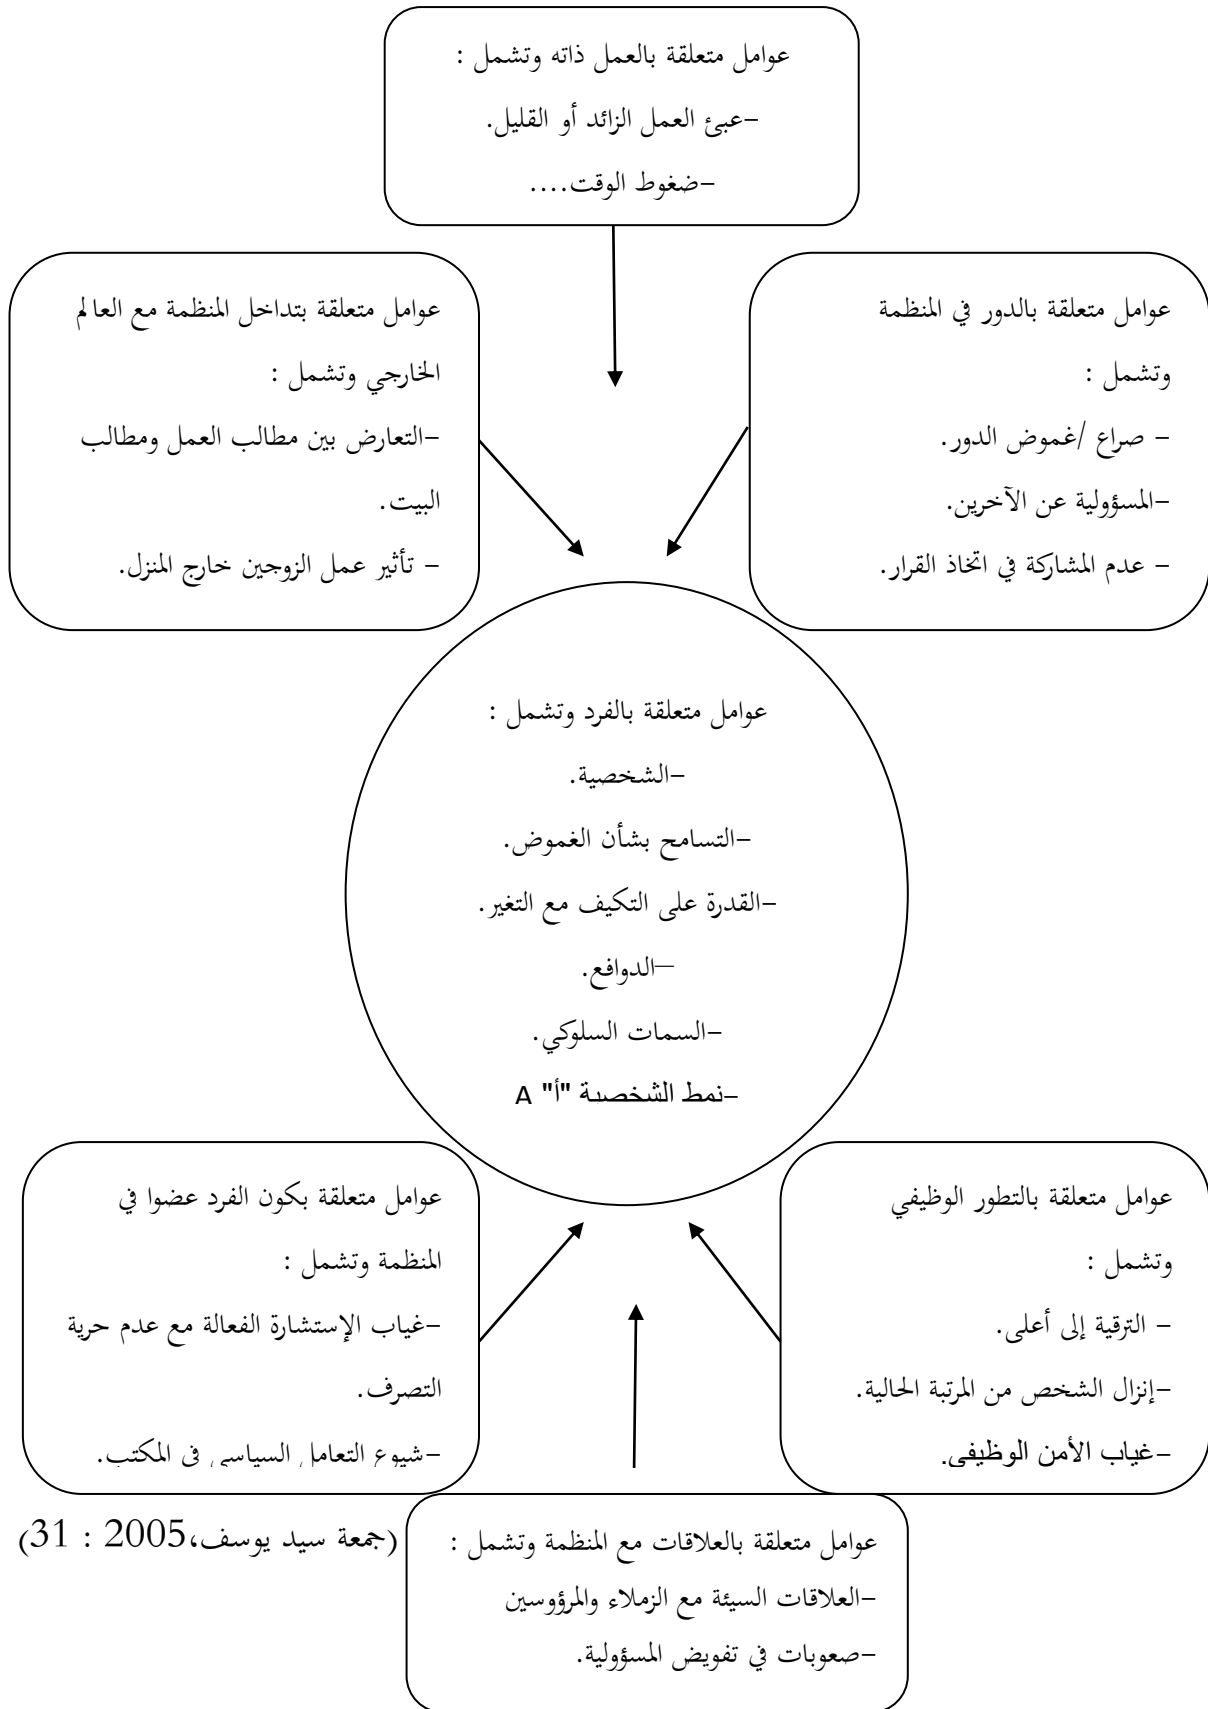 عوامل متعلقة بالعمل ذاته وتشمل :
-عبئ العمل الزائد أو القليل.
-ضغوط الوقت....
عوامل متعلقة بالدور في المنظمة
وتشمل :
- صراع /غموض الدور.
-المسؤولية عن الآخرين.
- عدم المشاركة في اتخاذ القرار.
عوامل متعلقة بتداخل المنظمة مع العالم
الخارجي وتشمل :
-التعارض بين مطالب العمل ومطالب
البيت.
- تأثير عمل الزوجين خارج المنزل.
عوامل متعلقة بالفرد وتشمل :
-الشخصية.
-التسامح بشأن الغموض.
-القدرة على التكيف مع التغير.
-الدوافع.
-السمات السلوكي.
-نمط الشخصية "أ" A
عوامل متعلقة بالتطور الوظيفي
وتشمل :
- الترقية إلى أعلى.
-إنزال الشخص من المرتبة الحالية.
-غياب الأمن الوظيفي.
عوامل متعلقة بكون الفرد عضوا في
المنظمة وتشمل :
-غياب الإستشارة الفعالة مع عدم حرية
التصرف.
-شيوع التعامل السياسي في المكتب.
عوامل متعلقة بالعلاقات مع المنظمة وتشمل :
-العلاقات السيئة مع الزملاء والمرؤوسين
-صعوبات في تفويض المسؤولية.
(جمعة سيد يوسف،2005 : 31)